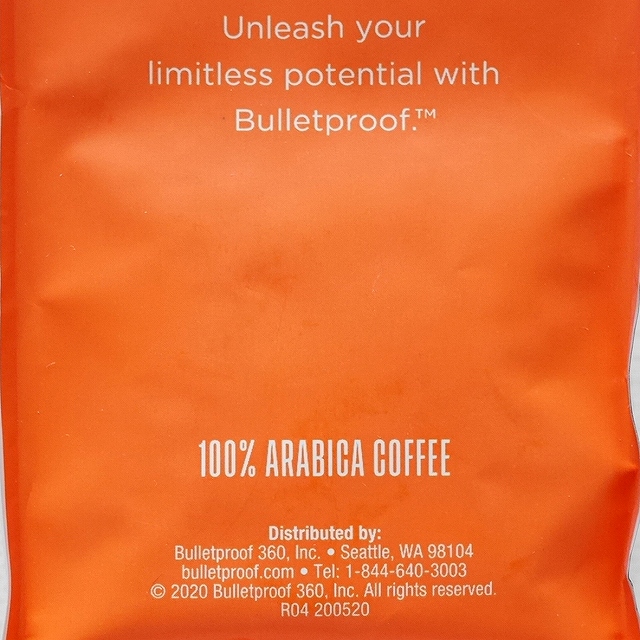 Unleash your
limitless potential with
Bulletproof.™
100% ARABICA COFFEE
Distributed by:
Bulletproof 360, Inc. • Seattle, WA 98104
bulletproof.com • Tel: 1-844-640-3003
© 2020 Bulletproof 360, Inc. All rights reserved.
R04 200520